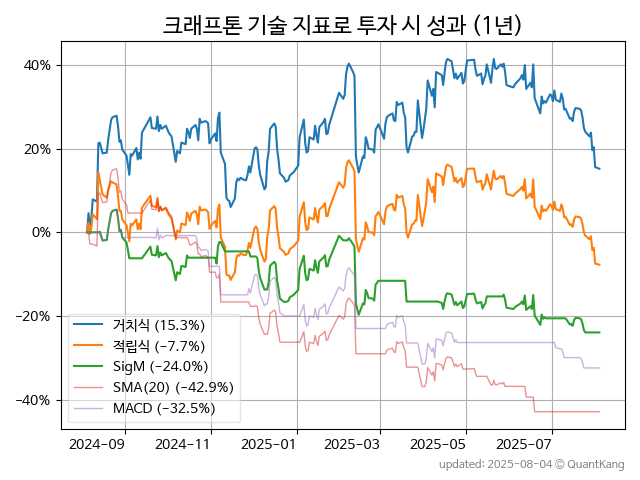 크래프톤 기술 지표로 투자 시 성과 (1년)
40%
20%
0%
−20%
−40%
거치식 (15.3%)
적립식 (−7.7%)
SigM (−24.0%)
SMA(20) (−42.9%)
MACD (−32.5%)
2024-09
2024-11
2025-01
2025-03
2025-05
2025-07
updated: 2025-08-04 © QuantKang